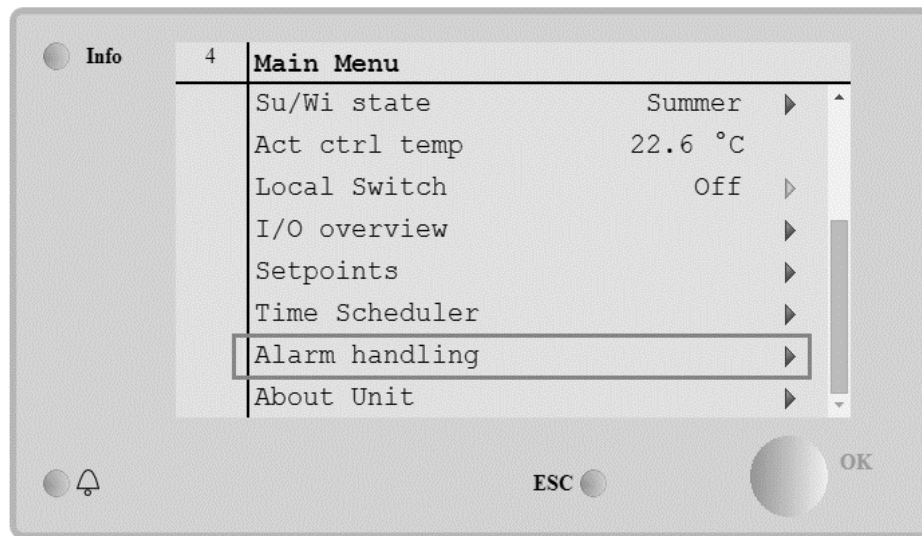 Info
4 Main Menu
Su/Wi state Summer
Act ctrl temp 22.6 °C
Local Switch Off
I/O overview
Setpoints
Time Scheduler
Alarm handling
About Unit
ESC
OK